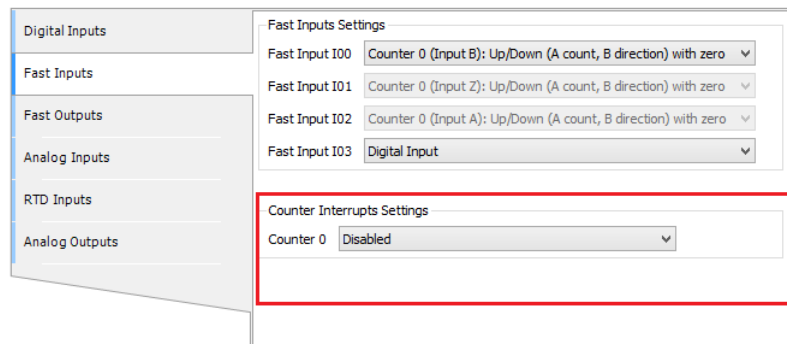 Digital Inputs
Fast Inputs
Fast Outputs
Analog Inputs
RTD Inputs
Analog Outputs
Fast Inputs Settings
Fast Input I00 Counter 0 (Input B): Up/Down (A count, B direction) with zero
Fast Input I01 Counter 0 (Input Z): Up/Down (A count, B direction) with zero
Fast Input I02 Counter 0 (Input A): Up/Down (A count, B direction) with zero
Fast Input I03 Digital Input
Counter Interrupts Settings
Counter 0 Disabled